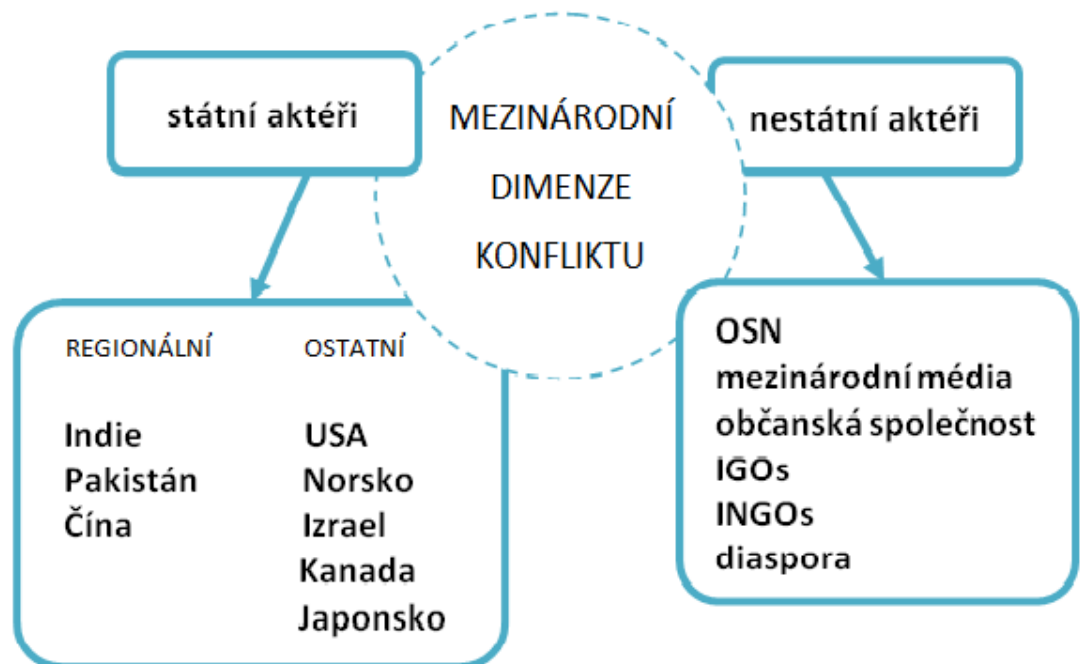 státní aktéři
MEZINÁRODNÍ
DIMENZE
KONFLIKTU
nestátní aktéři
REGIONÁLNÍ
Indie
Pakistán
Čína
OSTATNÍ
USA
Norsko
Izrael
Kanada
Japonsko
OSN
mezinárodní média
občanská společnost
IGOs
INGOs
diaspora